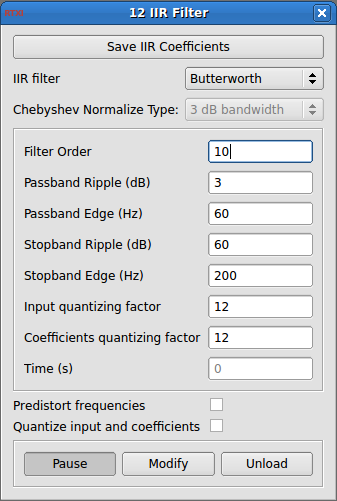 12 IIR Filter
Save IIR Coefficients
IIR filter Butterworth
Chebyshev Normalize Type: 3 dB bandwidth
Filter Order 10
Passband Ripple (dB) 3
Passband Edge (Hz) 60
Stopband Ripple (dB) 60
Stopband Edge (Hz) 200
Input quantizing factor 12
Coefficients quantizing factor 12
Time (s) 0
Predistort frequencies
Quantize input and coefficients
Pause Modify Unload